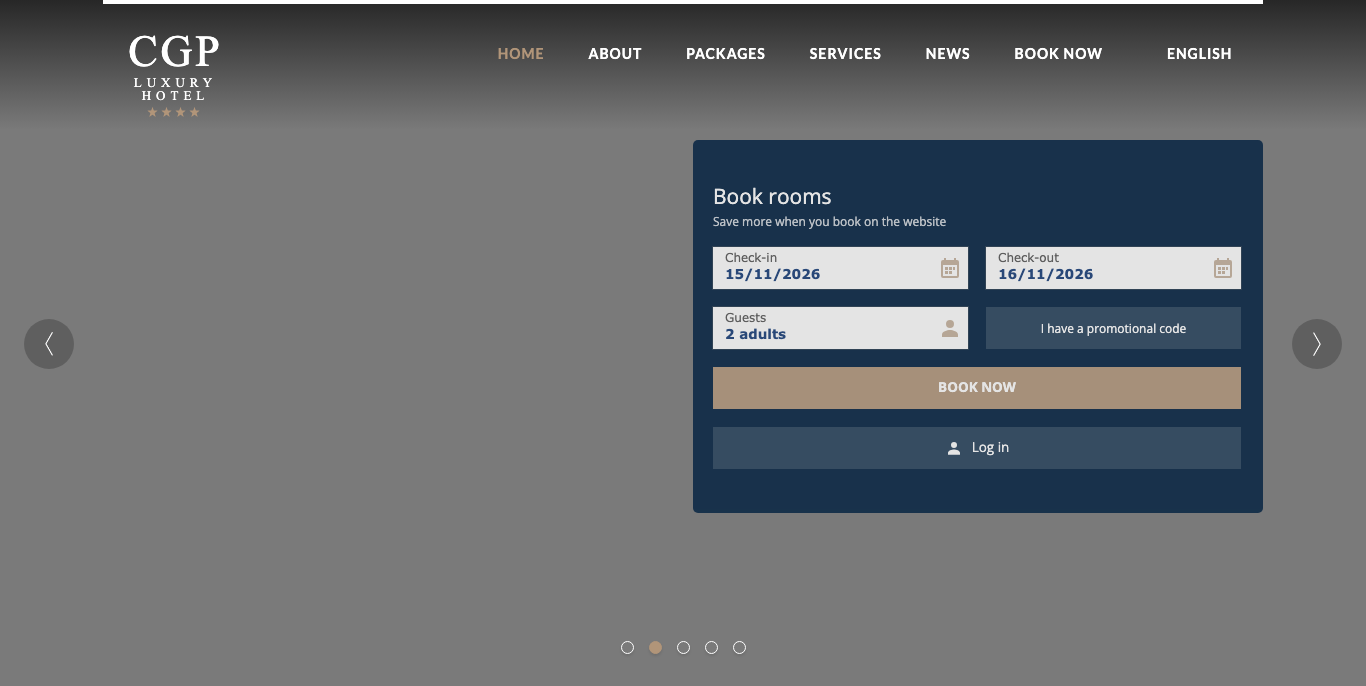 CGP
LUXURY
HOTEL
HOME
ABOUT
PACKAGES
SERVICES
NEWS
BOOK NOW
ENGLISH
Book rooms
Save more when you book on the website
Check-in
15/11/2026
Check-out
16/11/2026
Guests
2 adults
I have a promotional code
BOOK NOW
Log in